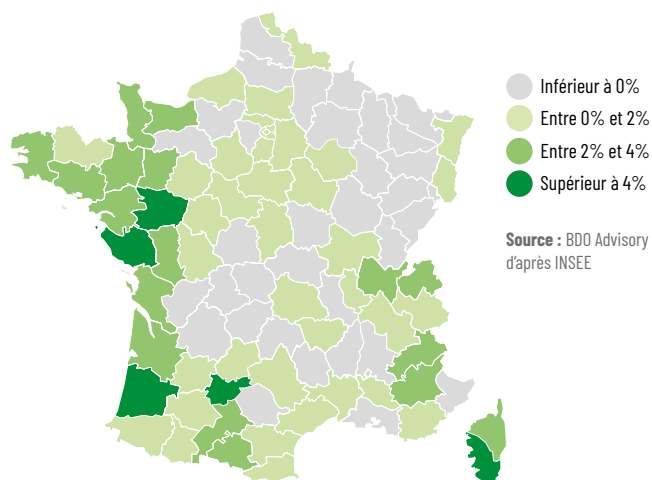 Inférieur à 0%
Entre 0% et 2%
Entre 2% et 4%
Supérieur à 4%
Source : BDO Advisory
d'après INSEE